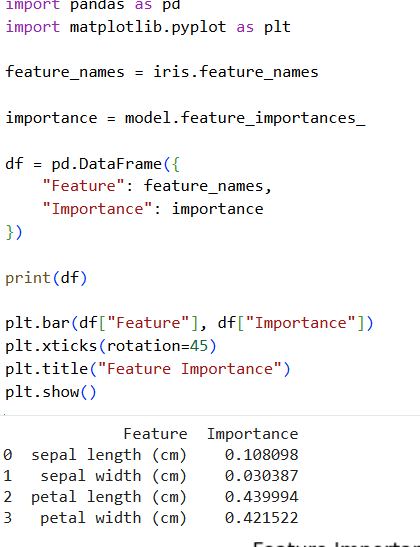 import pandas as pd
import matplotlib.pyplot as plt
feature_names = iris.feature_names
importance = model.feature_importances_
df = pd.DataFrame({
    "Feature": feature_names,
    "Importance": importance
})
print(df)
plt.bar(df["Feature"], df["Importance"])
plt.xticks(rotation=45)
plt.title("Feature Importance")
plt.show()
             Feature  Importance
0  sepal length (cm)    0.108098
1   sepal width (cm)    0.030387
2  petal length (cm)    0.439994
3   petal width (cm)    0.421522